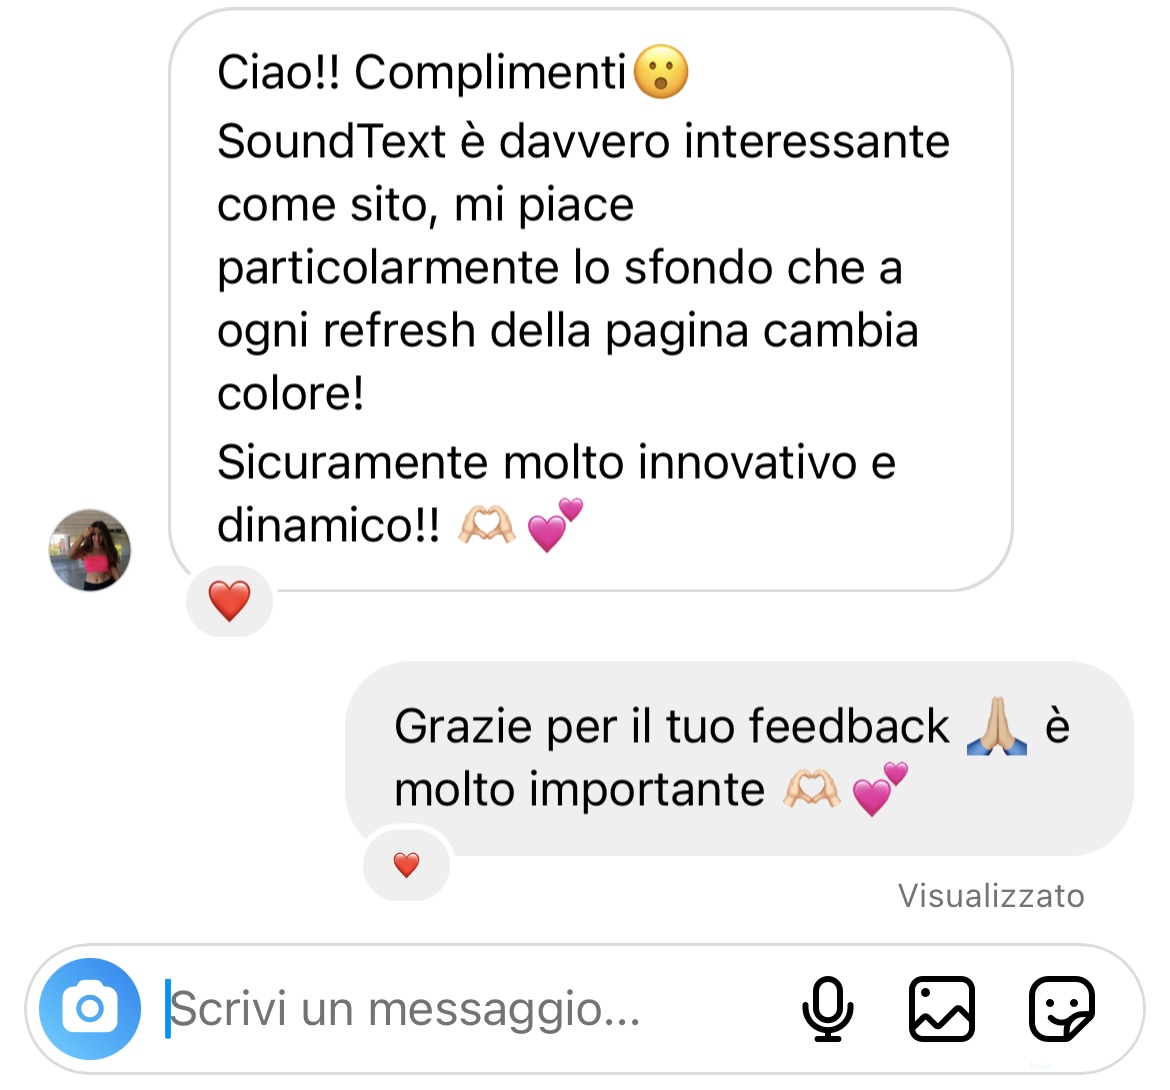 Ciao!! Complimenti😮
SoundText è davvero interessante
come sito, mi piace
particolarmente lo sfondo che a
ogni refresh della pagina cambia
colore!
Sicuramente molto innovativo e
dinamico!! 🫶🏻 💕
❤️
Grazie per il tuo feedback 🙏🏼 è
molto importante 🫶🏻 💕
❤️
Visualizzato
Scrivi un messaggio...
Invia